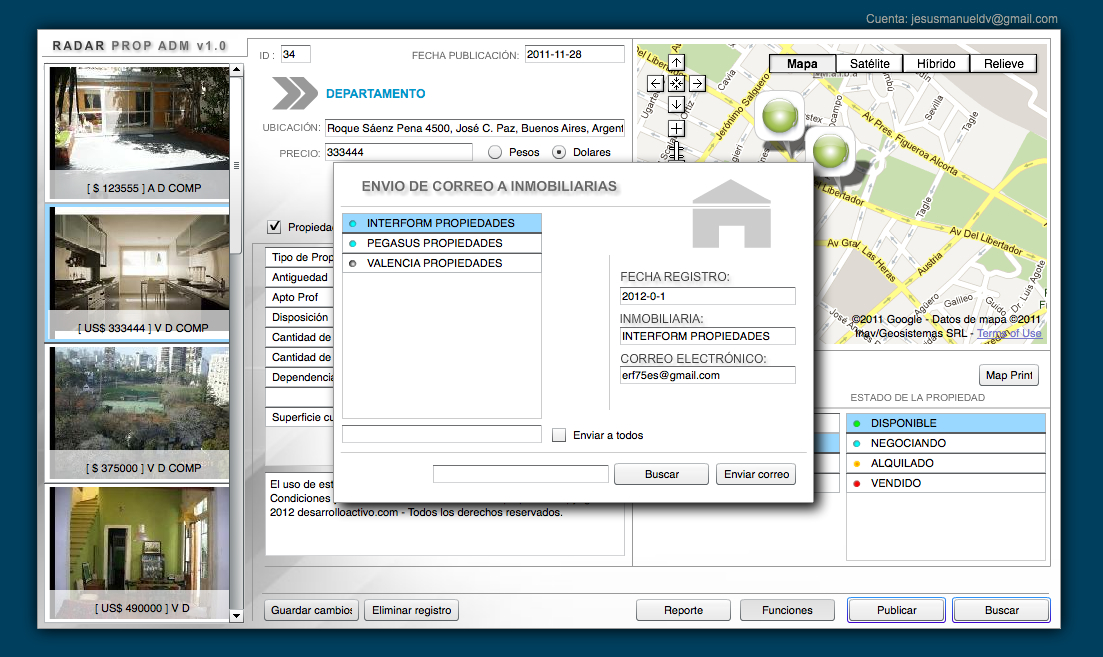 Cuenta: jesusmanueldv@gmail.com
RADAR PROP ADM v1.0
[ $ 123555 ] A D COMP
[ US$ 333444 ] V D COMP
[ $ 375000 ] V D COMP
[ US$ 490000 ] V D
ID : 34
FECHA PUBLICACIÓN: 2011-11-28
DEPARTAMENTO
UBICACIÓN: Roque Sáenz Pena 4500, José C. Paz, Buenos Aires, Argent
PRECIO: 333444 Pesos Dolares
Propieda
Tipo de Prop
Antiguedad
Apto Prof
Disposición
Cantidad de
Cantidad de
Dependencia
Superficie cu
El uso de est
Condiciones
2012 desarrolloactivo.com - Todos los derechos reservados.
ENVIO DE CORREO A INMOBILIARIAS
INTERFORM PROPIEDADES
PEGASUS PROPIEDADES
VALENCIA PROPIEDADES
FECHA REGISTRO:
2012-0-1
INMOBILIARIA:
INTERFORM PROPIEDADES
CORREO ELECTRÓNICO:
erf75es@gmail.com
Enviar a todos
Buscar Enviar correo
Mapa Satélite Híbrido Relieve
Cavia
Ugarte
Jerónimo Salguero
Ocampo
Sevilla
Tagle
Av Pres. Figueroa Alcorta
Libertador
Tagle
Av Del Libertador
Av Gral Las Heras
Austria
Agüero
Galileo
Guido
Dr. Luis Agote
©2011 Google - Datos de mapa ©2011
Inav/Geosistemas SRL - Terms of Use
Map Print
ESTADO DE LA PROPIEDAD
DISPONIBLE
NEGOCIANDO
ALQUILADO
VENDIDO
Guardar cambios Eliminar registro Reporte Funciones Publicar Buscar